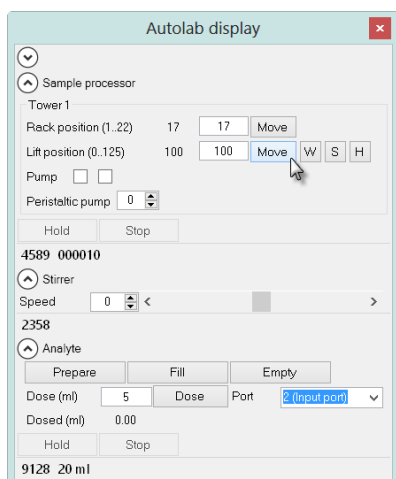 Autolab display
Sample processor
Tower 1
Rack position (1..22) 17 17 Move
Lift position (0..125) 100 100 Move W S H
Pump
Peristaltic pump 0
Hold Stop
4589 000010
Stirrer
Speed 0
2358
Analyte
Prepare Fill Empty
Dose (ml) 5 Dose Port 2 (Input port)
Dosed (ml) 0.00
Hold Stop
9128 20 ml